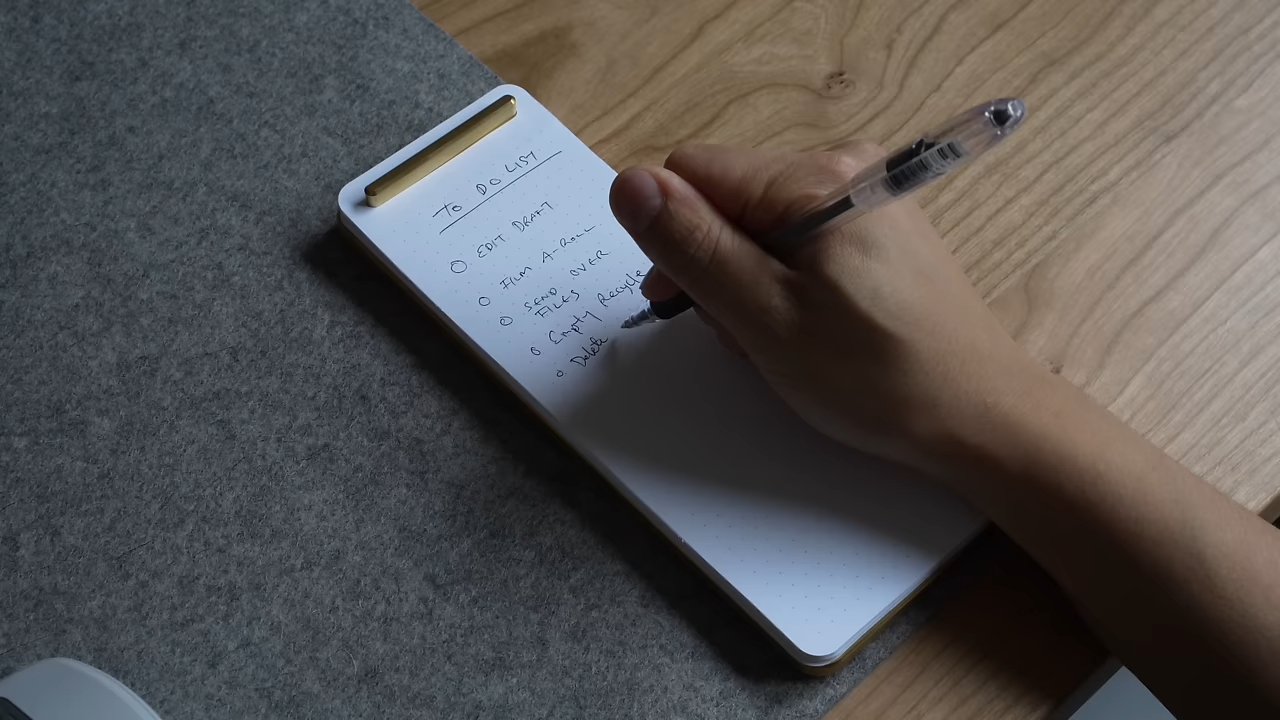 TO DO LIST
EDIT DRAFT
FILM A-ROLL
SEND OVER
FILES
Empty Recycle
Delete